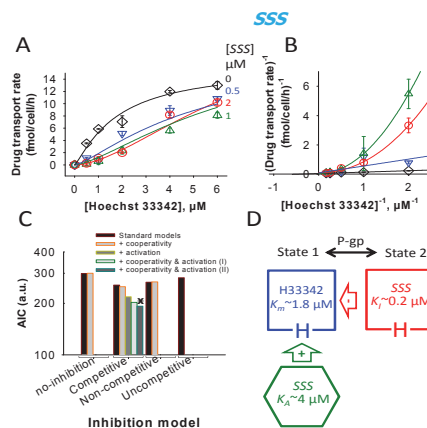 SSS
A
[SSS]
μM
0
0.5
2
1
Drug transport rate
(fmol/cell/h)
14
12
10
8
6
4
2
0
0 1 2 3 4 5 6
[Hoechst 33342], μM
B
(Drug transport rate)-1
(fmol/cell/h)-1
6
4
2
0
0 1 2
[Hoechst 33342]-1, μM-1
C
Standard models
+ cooperativity
+ activation
+ cooperativity & activation (I)
+ cooperativity & activation (II)
AIC (a.u.)
400
300
200
100
x
no-inhibition
Competitive
Non-competitive
Uncompetitive
Inhibition model
D
P-gp
State 1 State 2
H33342
Km~1.8 μM
H
-
SSS
KI~0.2 μM
H
+
SSS
KA~4 μM